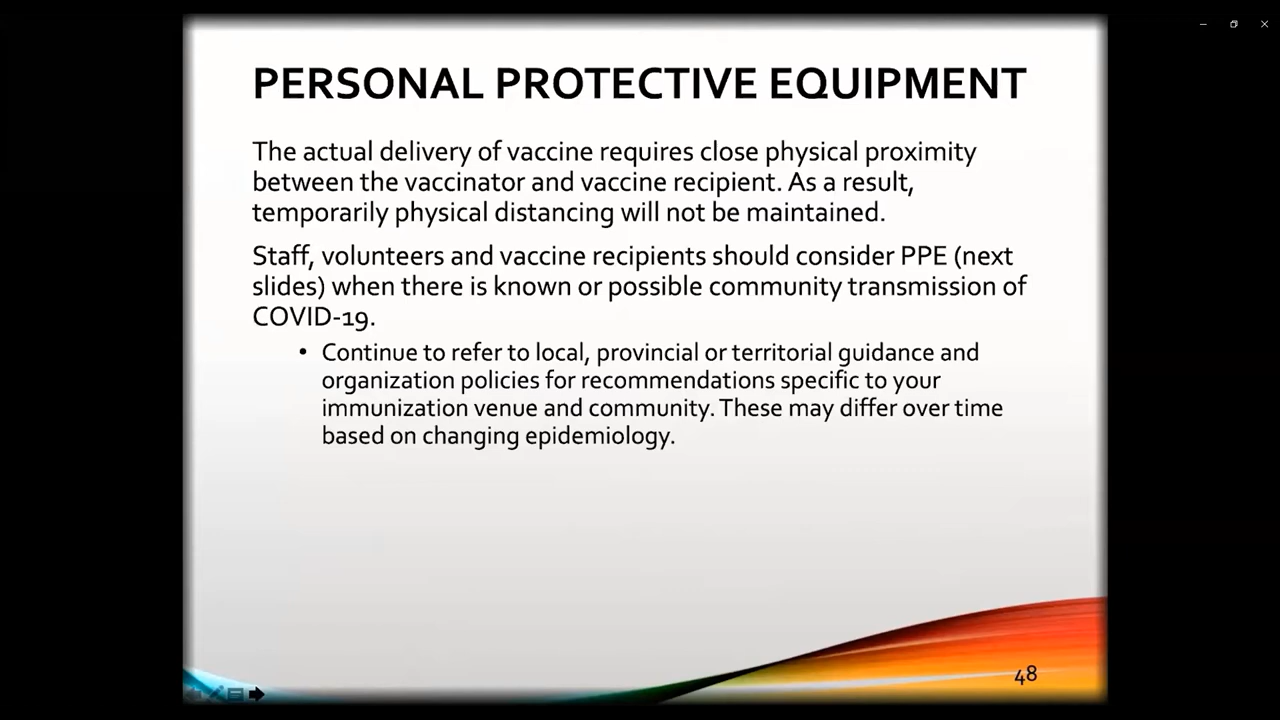 PERSONAL PROTECTIVE EQUIPMENT
The actual delivery of vaccine requires close physical proximity
between the vaccinator and vaccine recipient. As a result,
temporarily physical distancing will not be maintained.
Staff, volunteers and vaccine recipients should consider PPE (next
slides) when there is known or possible community transmission of
COVID-19.
• Continue to refer to local, provincial or territorial guidance and
organization policies for recommendations specific to your
immunization venue and community. These may differ over time
based on changing epidemiology.
48